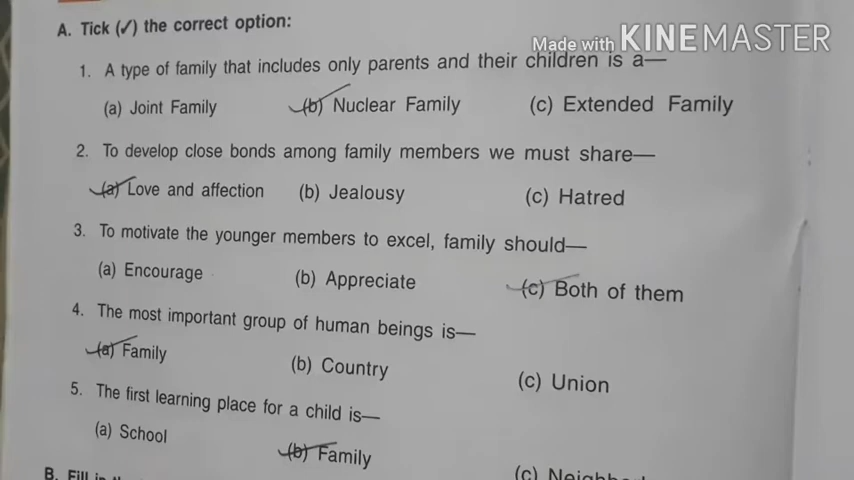 A. Tick (✓) the correct option:
Made with KINEMASTER
1. A type of family that includes only parents and their children is a—
(a) Joint Family (b) Nuclear Family (c) Extended Family
2. To develop close bonds among family members we must share—
(a) Love and affection (b) Jealousy (c) Hatred
3. To motivate the younger members to excel, family should—
(a) Encourage (b) Appreciate (c) Both of them
4. The most important group of human beings is—
(a) Family (b) Country (c) Union
5. The first learning place for a child is—
(a) School (b) Family (c)
B. Fill in